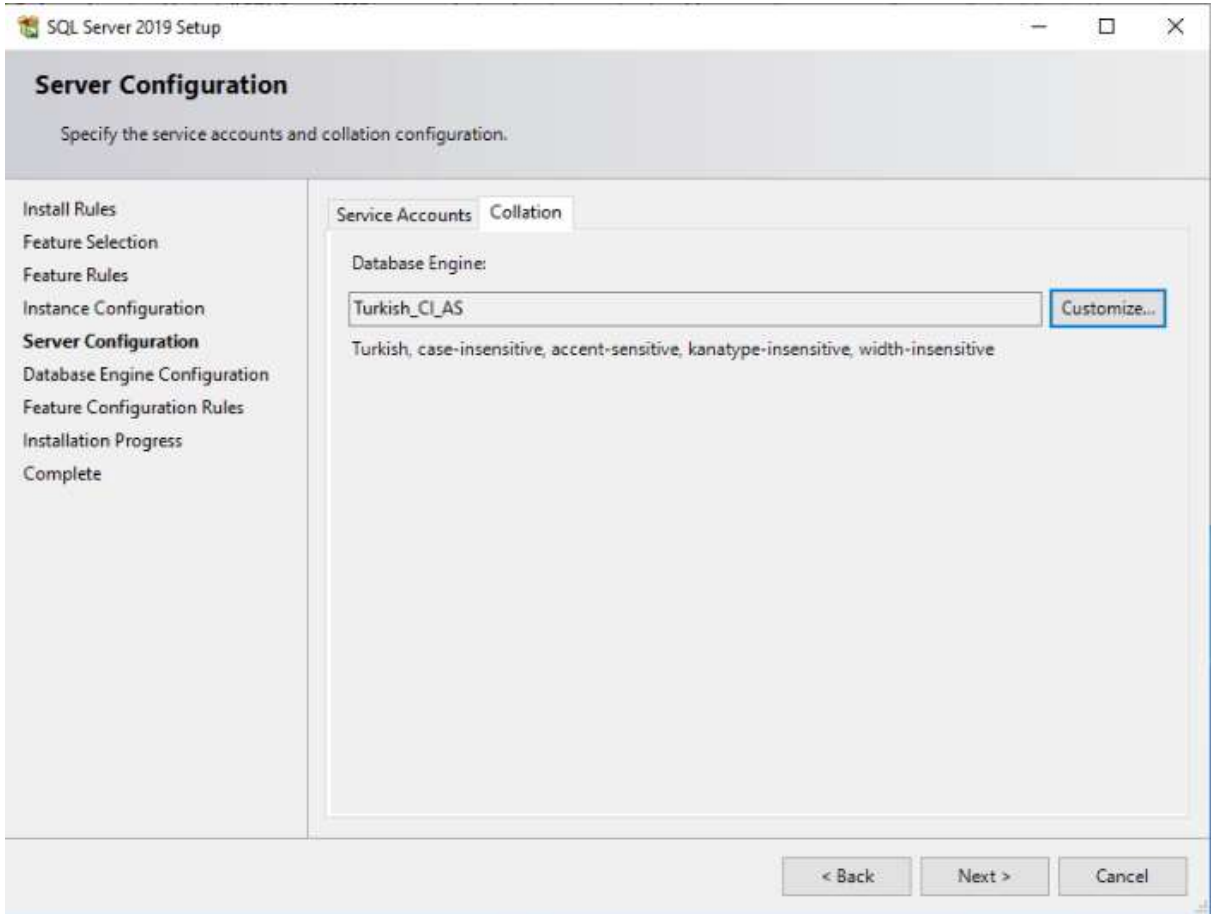 SQL Server 2019 Setup
Server Configuration
Specify the service accounts and collation configuration.
Install Rules
Feature Selection
Feature Rules
Instance Configuration
Server Configuration
Database Engine Configuration
Feature Configuration Rules
Installation Progress
Complete
Service Accounts Collation
Database Engine:
Turkish_CI_AS Customize...
Turkish, case-insensitive, accent-sensitive, kanatype-insensitive, width-insensitive
< Back Next > Cancel